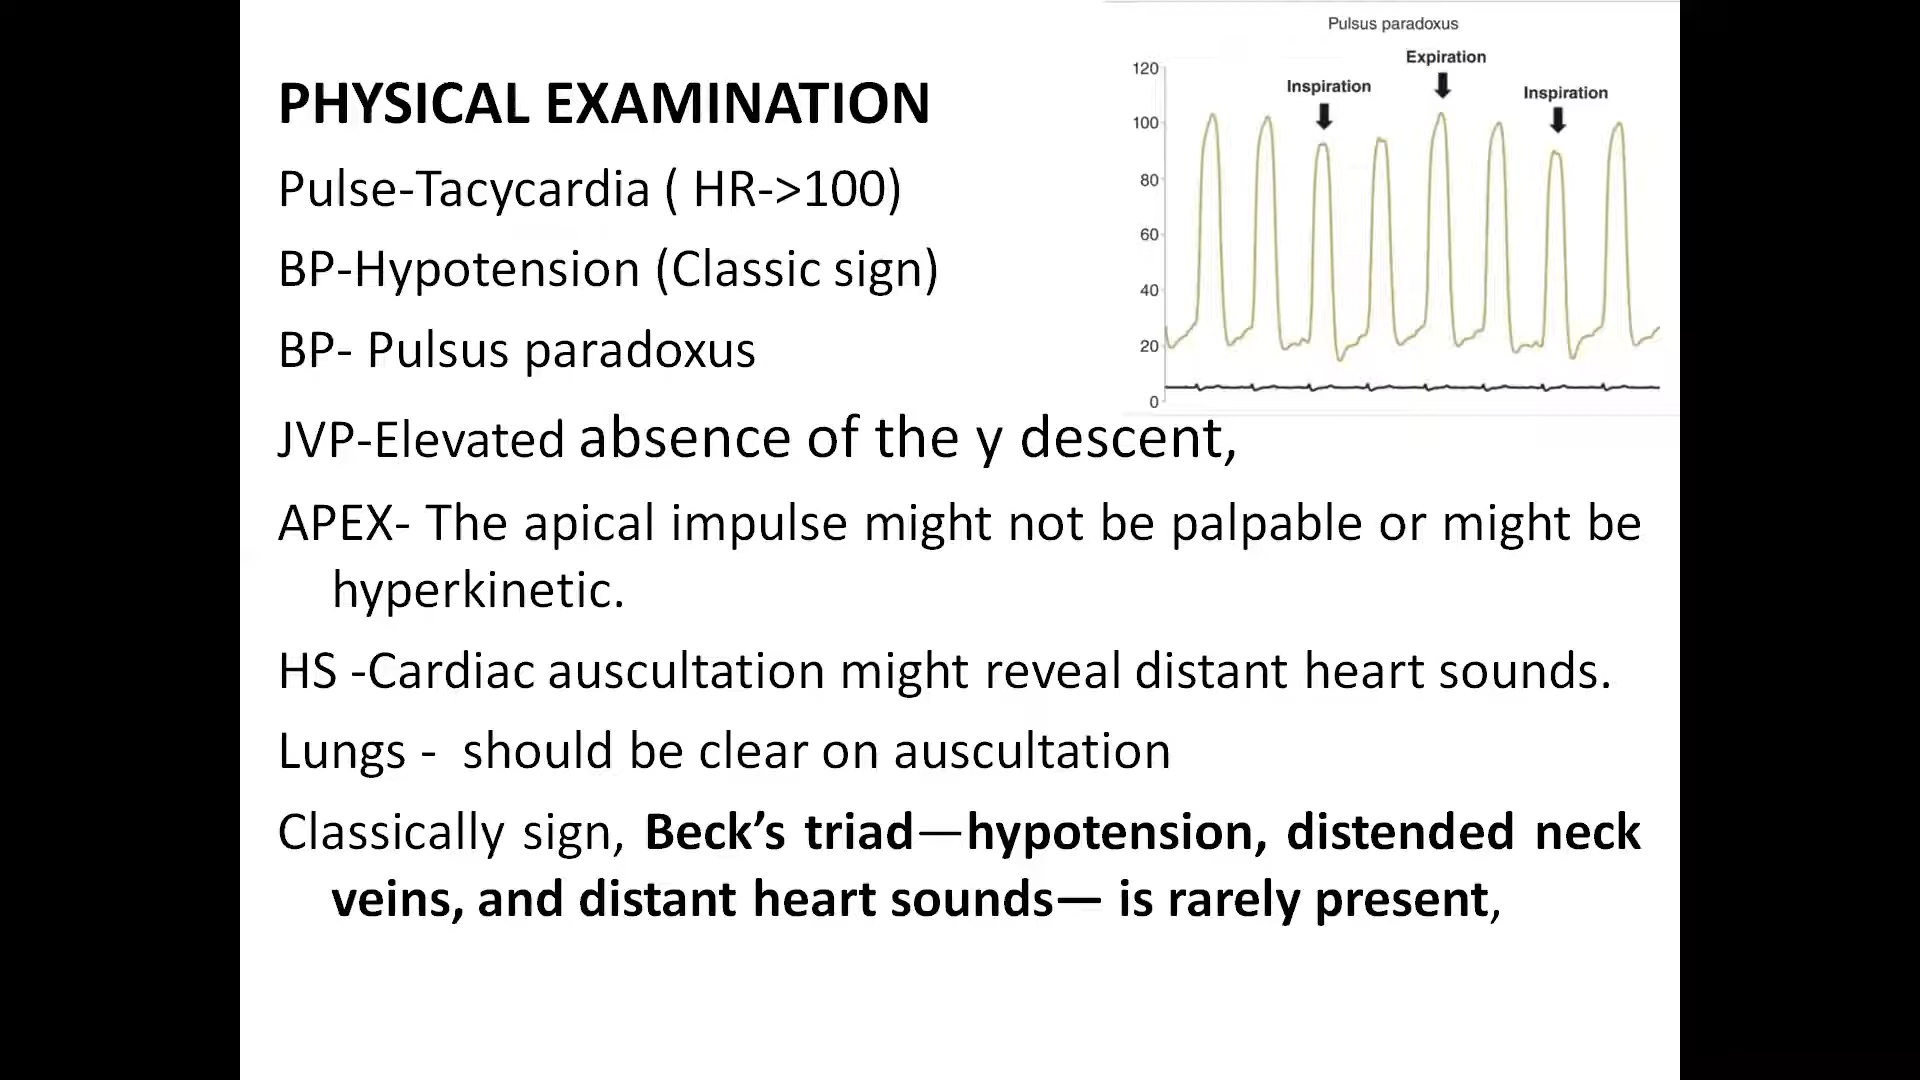 Pulsus paradoxus
Expiration
Inspiration
Inspiration
120
100
80
60
40
20
0
PHYSICAL EXAMINATION
Pulse-Tacycardia ( HR->100)
BP-Hypotension (Classic sign)
BP- Pulsus paradoxus
JVP-Elevated absence of the y descent,
APEX- The apical impulse might not be palpable or might be
hyperkinetic.
HS -Cardiac auscultation might reveal distant heart sounds.
Lungs - should be clear on auscultation
Classically sign, Beck’s triad—hypotension, distended neck
veins, and distant heart sounds— is rarely present,